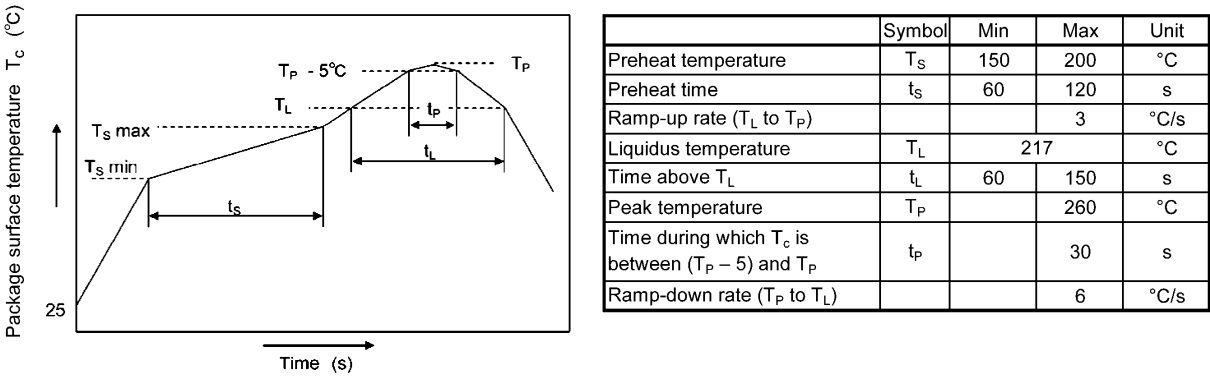 Package surface temperature T_C (°C)
T_P
T_P - 5℃
T_L
t_P
T_S max
t_L
T_S min
t_S
25
Time (s)
Symbol Min Max Unit
Preheat temperature T_S 150 200 °C
Preheat time t_S 60 120 s
Ramp-up rate (T_L to T_P) 3 °C/s
Liquidus temperature T_L 217 °C
Time above T_L t_L 60 150 s
Peak temperature T_P 260 °C
Time during which T_c is
between (T_P – 5) and T_P t_P 30 s
Ramp-down rate (T_P to T_L) 6 °C/s